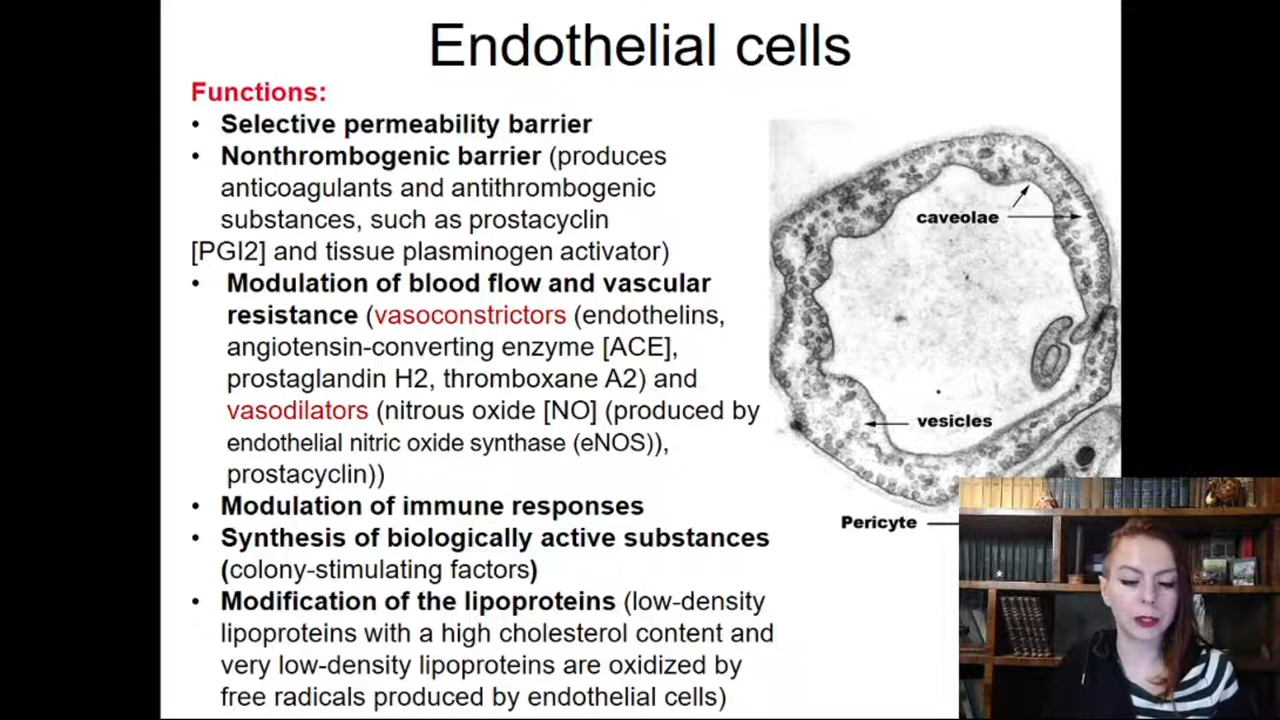 Endothelial cells
Functions:
• Selective permeability barrier
• Nonthrombogenic barrier (produces
anticoagulants and antithrombogenic
substances, such as prostacyclin
[PGI2] and tissue plasminogen activator)
• Modulation of blood flow and vascular
resistance (vasoconstrictors (endothelins,
angiotensin-converting enzyme [ACE],
prostaglandin H2, thromboxane A2) and
vasodilators (nitrous oxide [NO] (produced by
endothelial nitric oxide synthase (eNOS)),
prostacyclin))
• Modulation of immune responses
• Synthesis of biologically active substances
(colony-stimulating factors)
• Modification of the lipoproteins (low-density
lipoproteins with a high cholesterol content and
very low-density lipoproteins are oxidized by
free radicals produced by endothelial cells)
caveolae
vesicles
Pericyte